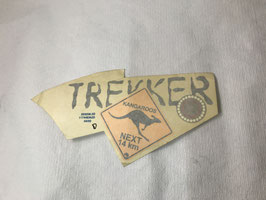 TREKKER
KANGAROOS
NEXT
14 km